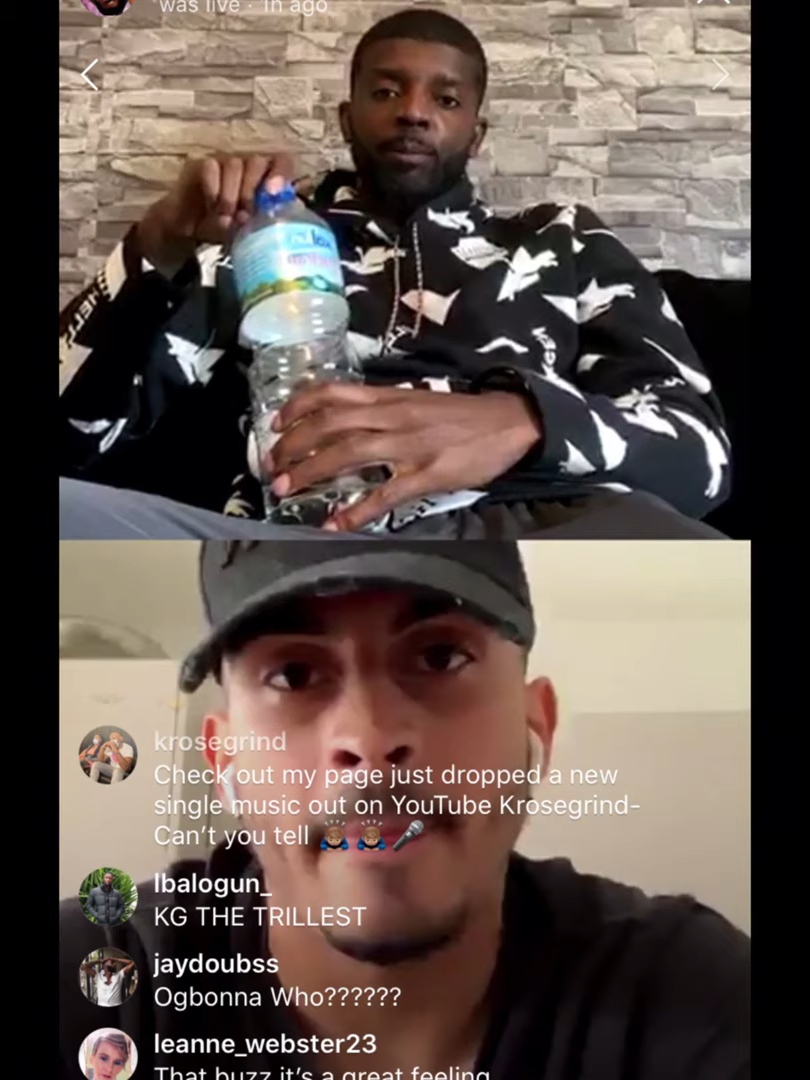 was live · 1h ago
krosegrind
Check out my page just dropped a new
single music out on YouTube Krosegrind-
Can't you tell 🙇🏽 🙇🏽 🎤
lbalogun_
KG THE TRILLEST
jaydoubss
Ogbonna Who??????
leanne_webster23
That buzz it's a great feeling